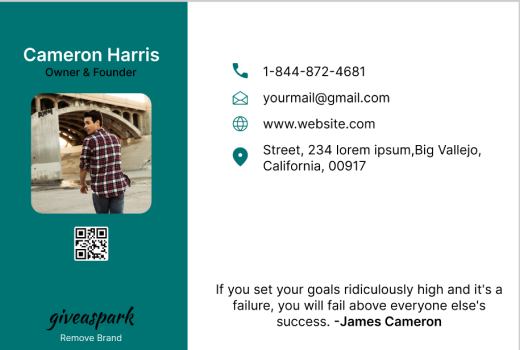 Cameron Harris
Owner & Founder
giveaspark
Remove Brand
1-844-872-4681
yourmail@gmail.com
www.website.com
Street, 234 lorem ipsum,Big Vallejo,
California, 00917
If you set your goals ridiculously high and it's a
failure, you will fail above everyone else's
success. -James Cameron